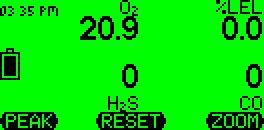 03:35 PM O₂ %LEL
20.9 0.0
0 0
H₂S CO
PEAK RESET ZOOM